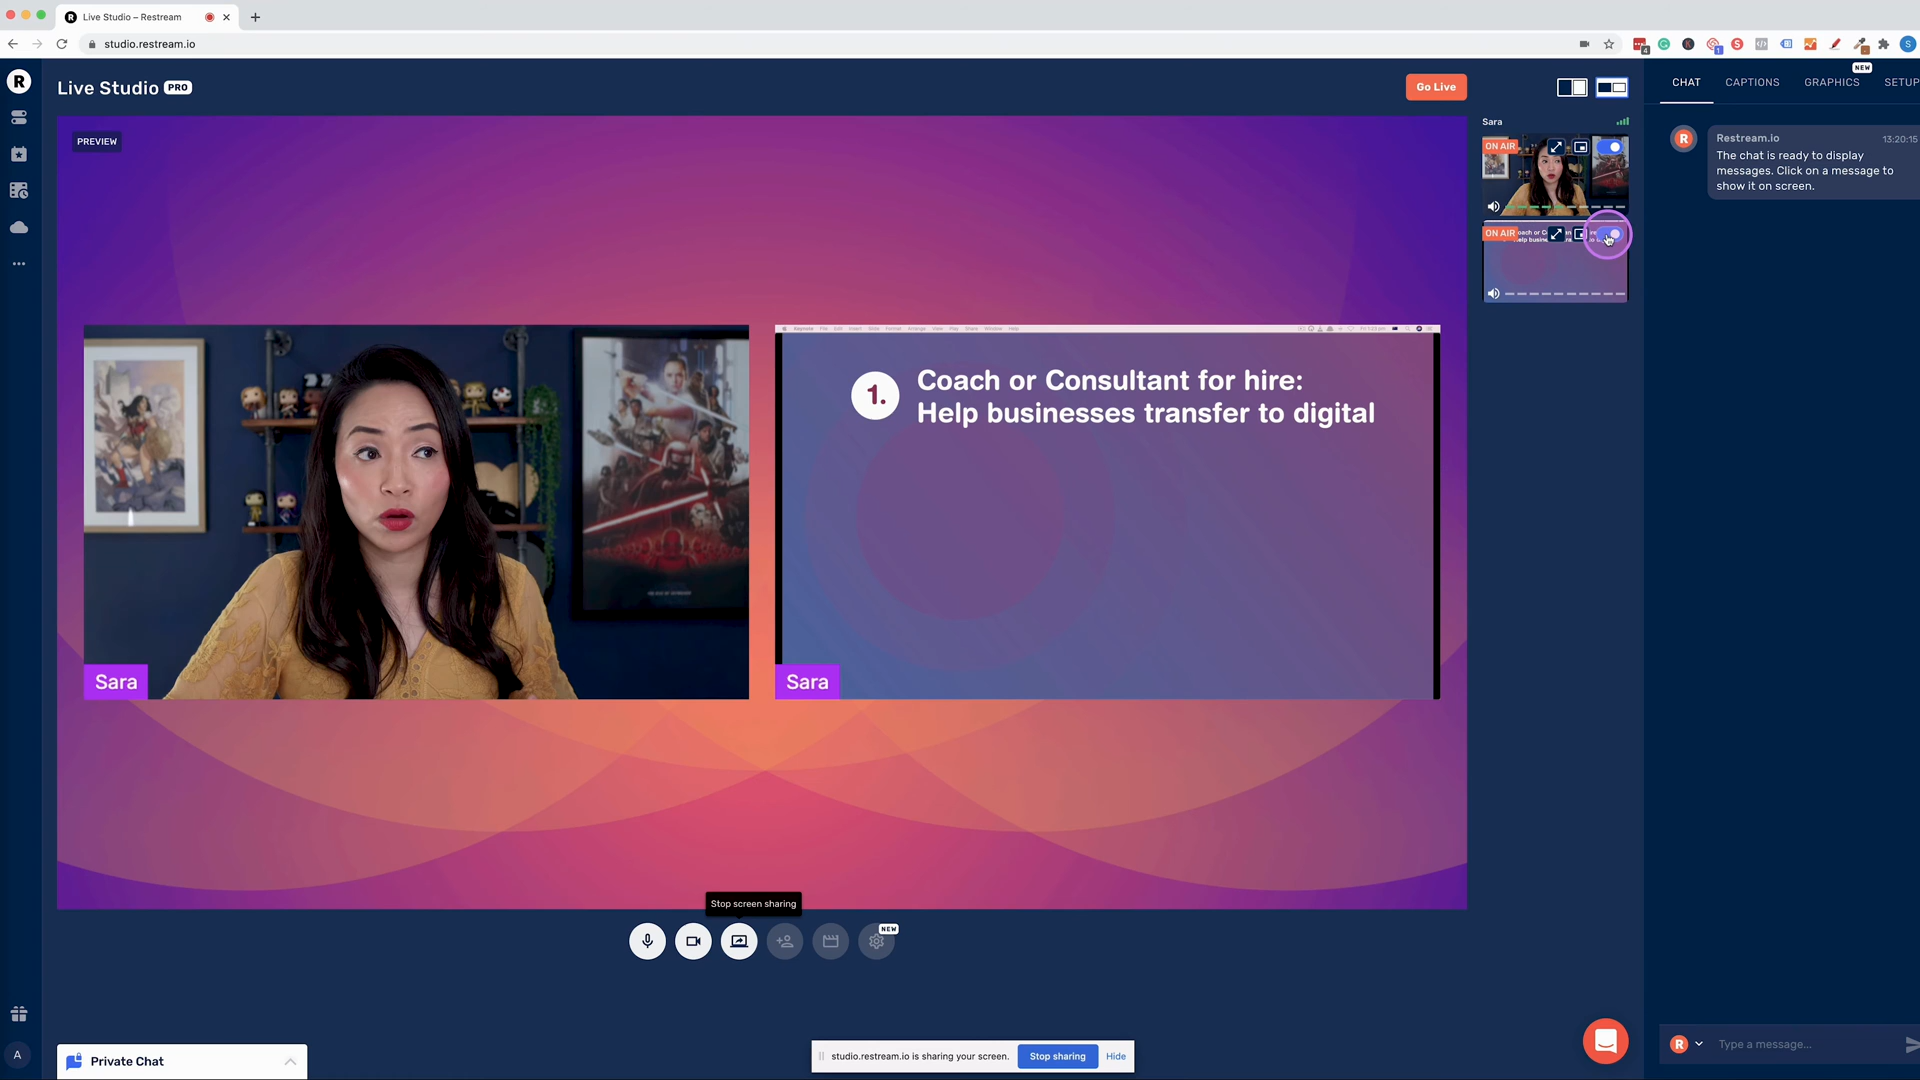 Live Studio – Restream
studio.restream.io
4
1
S
R
Live Studio PRO
Go Live
NEW
CHAT
CAPTIONS
GRAPHICS
SETUP
PREVIEW
Sara
ON AIR
ON AIR
R
Restream.io
13:20:15
The chat is ready to display
messages. Click on a message to
show it on screen.
1.
Coach or Consultant for hire:
Help businesses transfer to digital
Sara
Sara
Stop screen sharing
NEW
A
Private Chat
studio.restream.io is sharing your screen.
Stop sharing
Hide
R
Type a message...